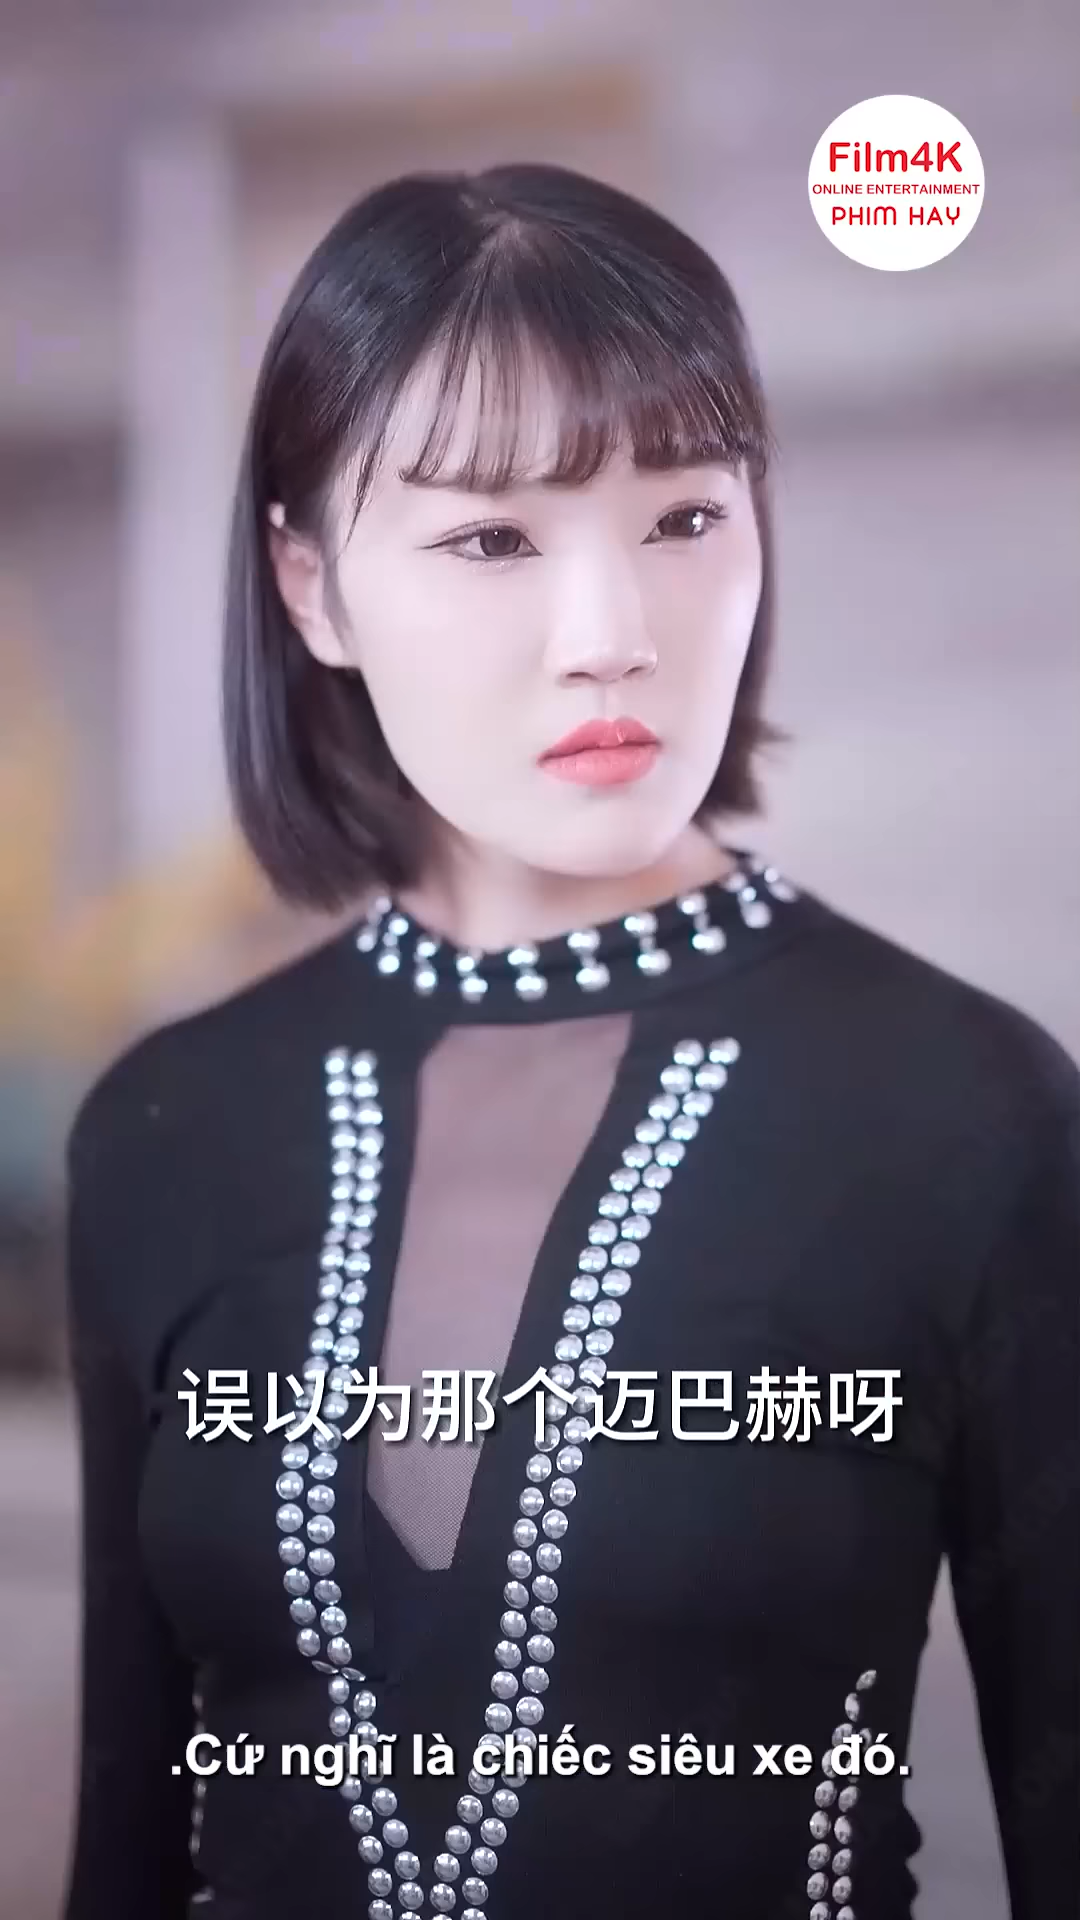 Film4K
ONLINE ENTERTAINMENT
PHIM HAY
误以为那个迈巴赫呀
.Cứ nghĩ là chiếc siêu xe đó.